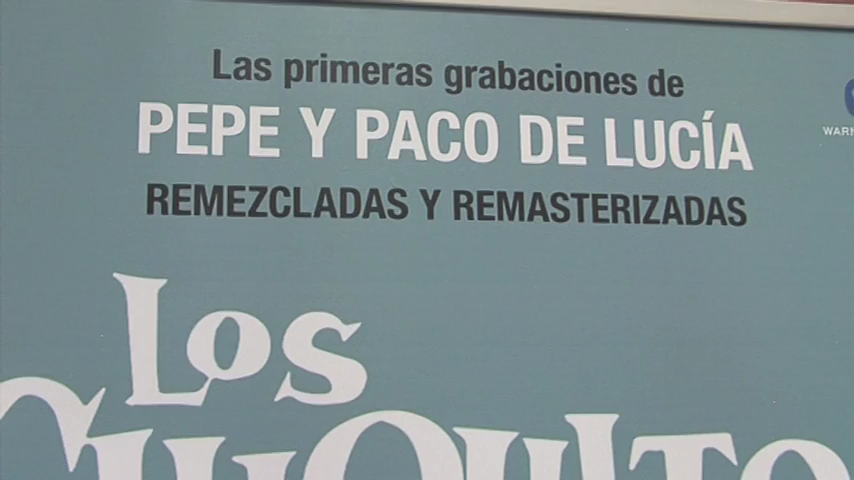 Las primeras grabaciones de
PEPE Y PACO DE LUCÍA
REMEZCLADAS Y REMASTERIZADAS
Los